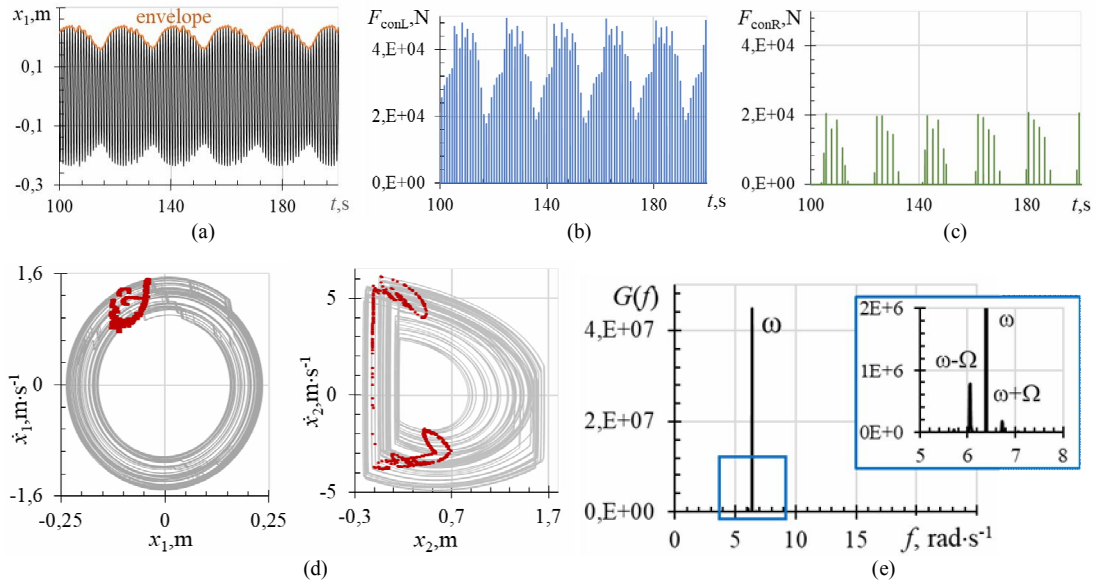 x₁,m
envelope
0,1
-0,1
-0,3
100 140 180 t,s
(a)
F_conL,N
4,E+04
2,E+04
0,E+00
100 140 180 t,s
(b)
F_conR,N
4,E+04
2,E+04
0,E+00
100 140 180 t,s
(c)
1,6
ẋ₁,m·s⁻¹
0
-1,6
-0,25 0 0,25
x₁,m
5
ẋ₂,m·s⁻¹
0
-5
-0,3 0,7 1,7
x₂,m
(d)
G(f)
4,E+07
2,E+07
0,E+00
ω
0 5 10 15 f, rad·s⁻¹
2E+6
1E+6
0E+0
ω
ω-Ω
ω+Ω
5 6 7 8
(e)